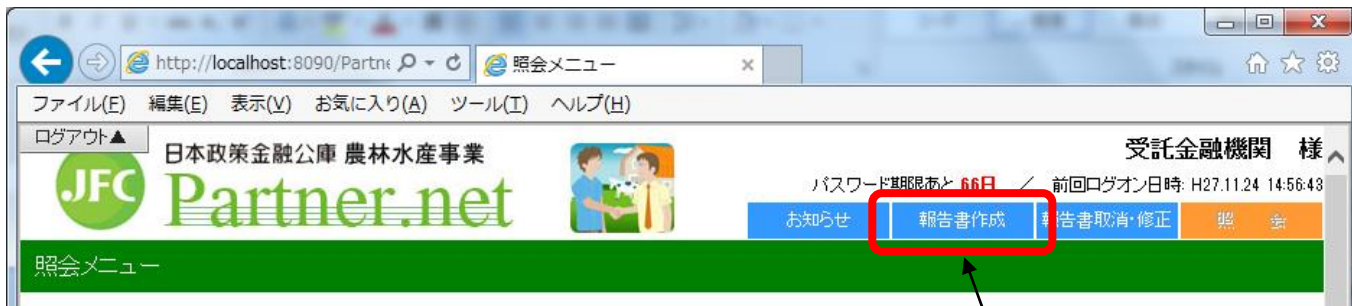 http://localhost:8090/Partne
照会メニュー
ファイル(F) 編集(E) 表示(V) お気に入り(A) ツール(T) ヘルプ(H)
ログアウト▲
JFC
日本政策金融公庫 農林水産事業
Partner.net
受託金融機関 様
パスワード期限あと 66日 / 前回ログオン日時: H27.11.24 14:56:43
お知らせ 報告書作成 報告書取消・修正 照 会
照会メニュー